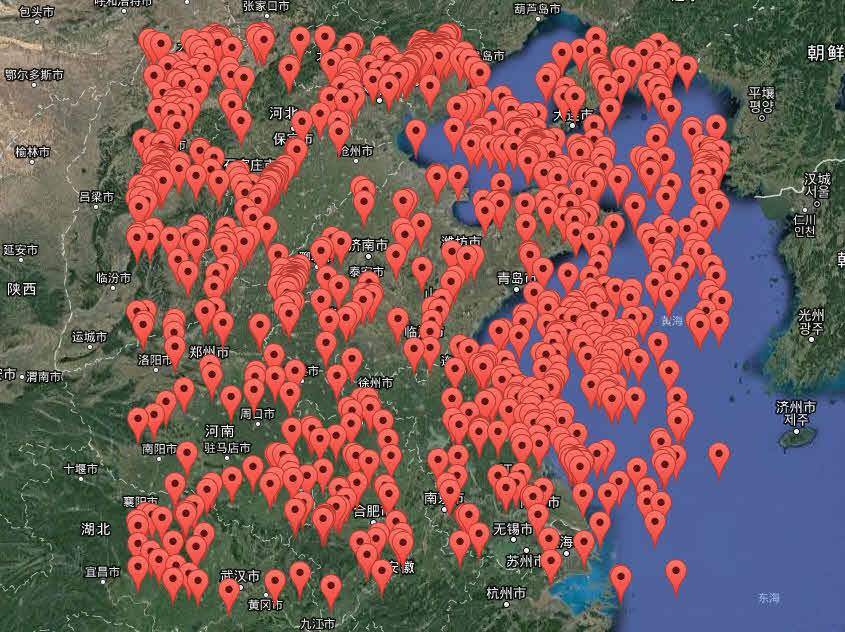 包头市
张家口市
葫芦岛市
鄂尔多斯市
河北
保定市
大连市
朝鲜
平壤
평양
榆林市
沧州市
石家庄市
吕梁市
汉城
서울
仁川
인천
延安市
济南市
潍坊市
泰安市
青岛市
陕西
临汾市
运城市
渭南市
洛阳市
郑州市
黄海
光州
광주
徐州市
周口市
河南
驻马店市
南阳市
济州市
제주
十堰市
襄阳市
合肥市
无锡市
苏州市
湖北
宜昌市
武汉市
黄冈市
安徽
杭州市
九江市
东海